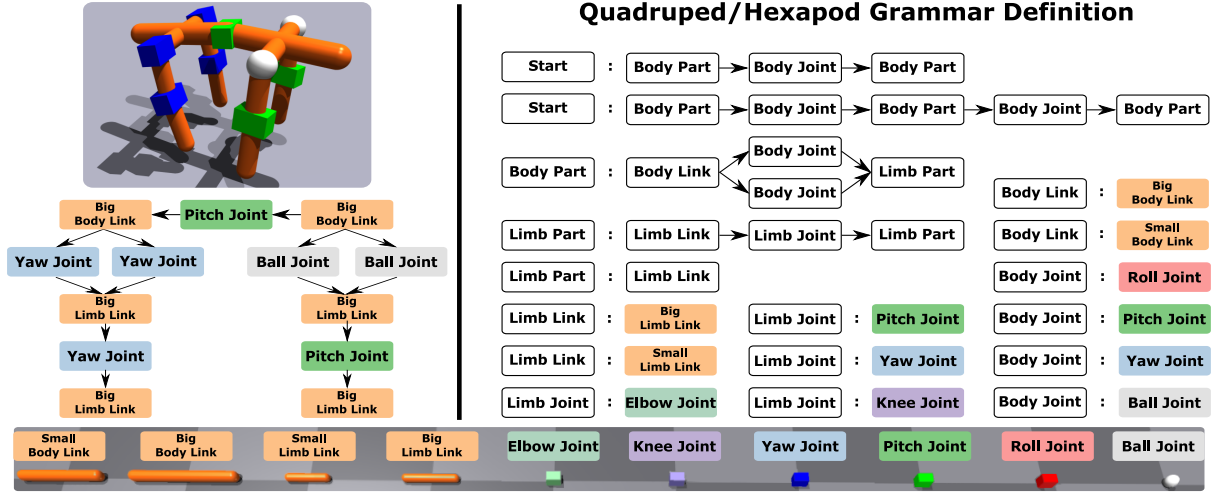 Quadruped/Hexapod Grammar Definition
Start : Body Part Body Joint Body Part
Start : Body Part Body Joint Body Part Body Joint Body Part
Body Part : Body Link Body Joint Body Joint Limb Part
Limb Part : Limb Link Limb Joint Limb Part
Limb Part : Limb Link
Limb Link : Big Limb Link
Limb Link : Small Limb Link
Limb Joint : Elbow Joint
Limb Joint : Pitch Joint
Limb Joint : Yaw Joint
Limb Joint : Knee Joint
Body Link : Big Body Link
Body Link : Small Body Link
Body Joint : Roll Joint
Body Joint : Pitch Joint
Body Joint : Yaw Joint
Body Joint : Ball Joint
Big Body Link Pitch Joint Big Body Link
Yaw Joint Yaw Joint Ball Joint Ball Joint
Big Limb Link Big Limb Link
Yaw Joint Pitch Joint
Big Limb Link Big Limb Link
Small Body Link Big Body Link Small Limb Link Big Limb Link Elbow Joint Knee Joint Yaw Joint Pitch Joint Roll Joint Ball Joint